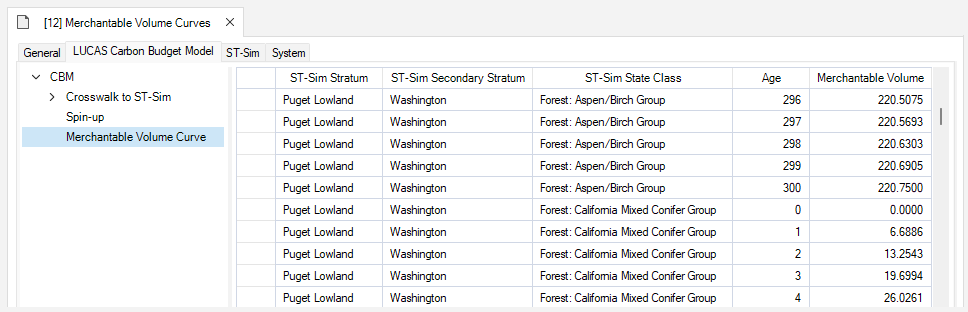 [12] Merchantable Volume Curves
General LUCAS Carbon Budget Model ST-Sim System
CBM
Crosswalk to ST-Sim
Spin-up
Merchantable Volume Curve
ST-Sim Stratum ST-Sim Secondary Stratum ST-Sim State Class Age Merchantable Volume
Puget Lowland Washington Forest: Aspen/Birch Group 296 220.5075
Puget Lowland Washington Forest: Aspen/Birch Group 297 220.5693
Puget Lowland Washington Forest: Aspen/Birch Group 298 220.6303
Puget Lowland Washington Forest: Aspen/Birch Group 299 220.6905
Puget Lowland Washington Forest: Aspen/Birch Group 300 220.7500
Puget Lowland Washington Forest: California Mixed Conifer Group 0 0.0000
Puget Lowland Washington Forest: California Mixed Conifer Group 1 6.6886
Puget Lowland Washington Forest: California Mixed Conifer Group 2 13.2543
Puget Lowland Washington Forest: California Mixed Conifer Group 3 19.6994
Puget Lowland Washington Forest: California Mixed Conifer Group 4 26.0261